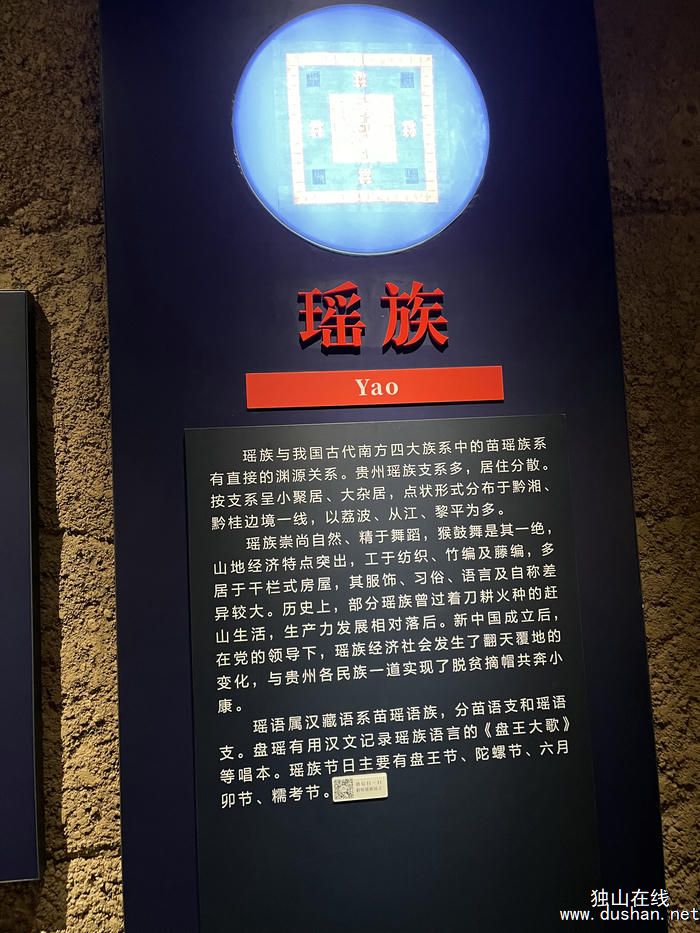 瑶族
Yao
瑶族与我国古代南方四大族系中的苗瑶族系
有直接的渊源关系。贵州瑶族支系多，居住分散。
按支系呈小聚居、大杂居，点状形式分布于黔湘、
黔桂边境一线，以荔波、从江、黎平为多。
瑶族崇尚自然、精于舞蹈，猴鼓舞是其一绝，
山地经济特点突出，工于纺织、竹编及藤编，多
居于干栏式房屋，其服饰、习俗、语言及自称差
异较大。历史上，部分瑶族曾过着刀耕火种的赶
山生活，生产力发展相对落后。新中国成立后，
在党的领导下，瑶族经济社会发生了翻天覆地的
变化，与贵州各民族一道实现了脱贫摘帽共奔小
康。
瑶语属汉藏语系苗瑶语族，分苗语支和瑶语
支。盘瑶有用汉文记录瑶族语言的《盘王大歌》
等唱本。瑶族节日主要有盘王节、陀螺节、六月
卯节、糯考节。
独山在线
www.dushan.net